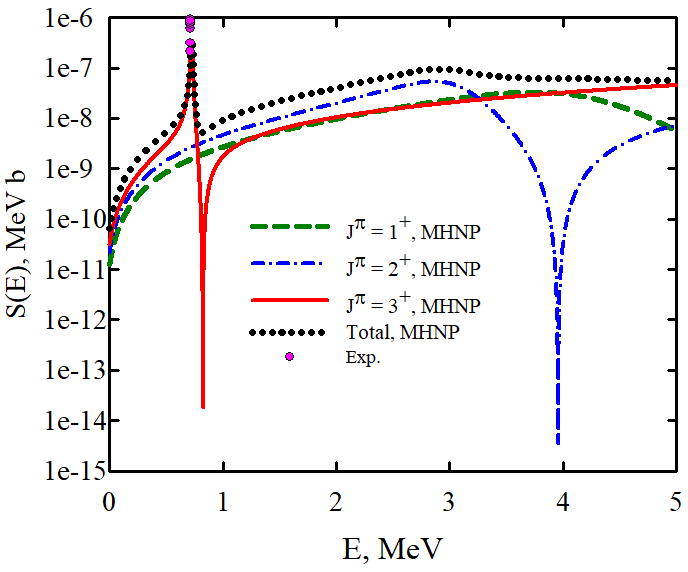 1e-6
1e-7
1e-8
1e-9
1e-10
1e-11
1e-12
1e-13
1e-14
1e-15
S(E), MeV b
J^π = 1^+, MHNP
J^π = 2^+, MHNP
J^π = 3^+, MHNP
Total, MHNP
Exp.
0 1 2 3 4 5
E, MeV